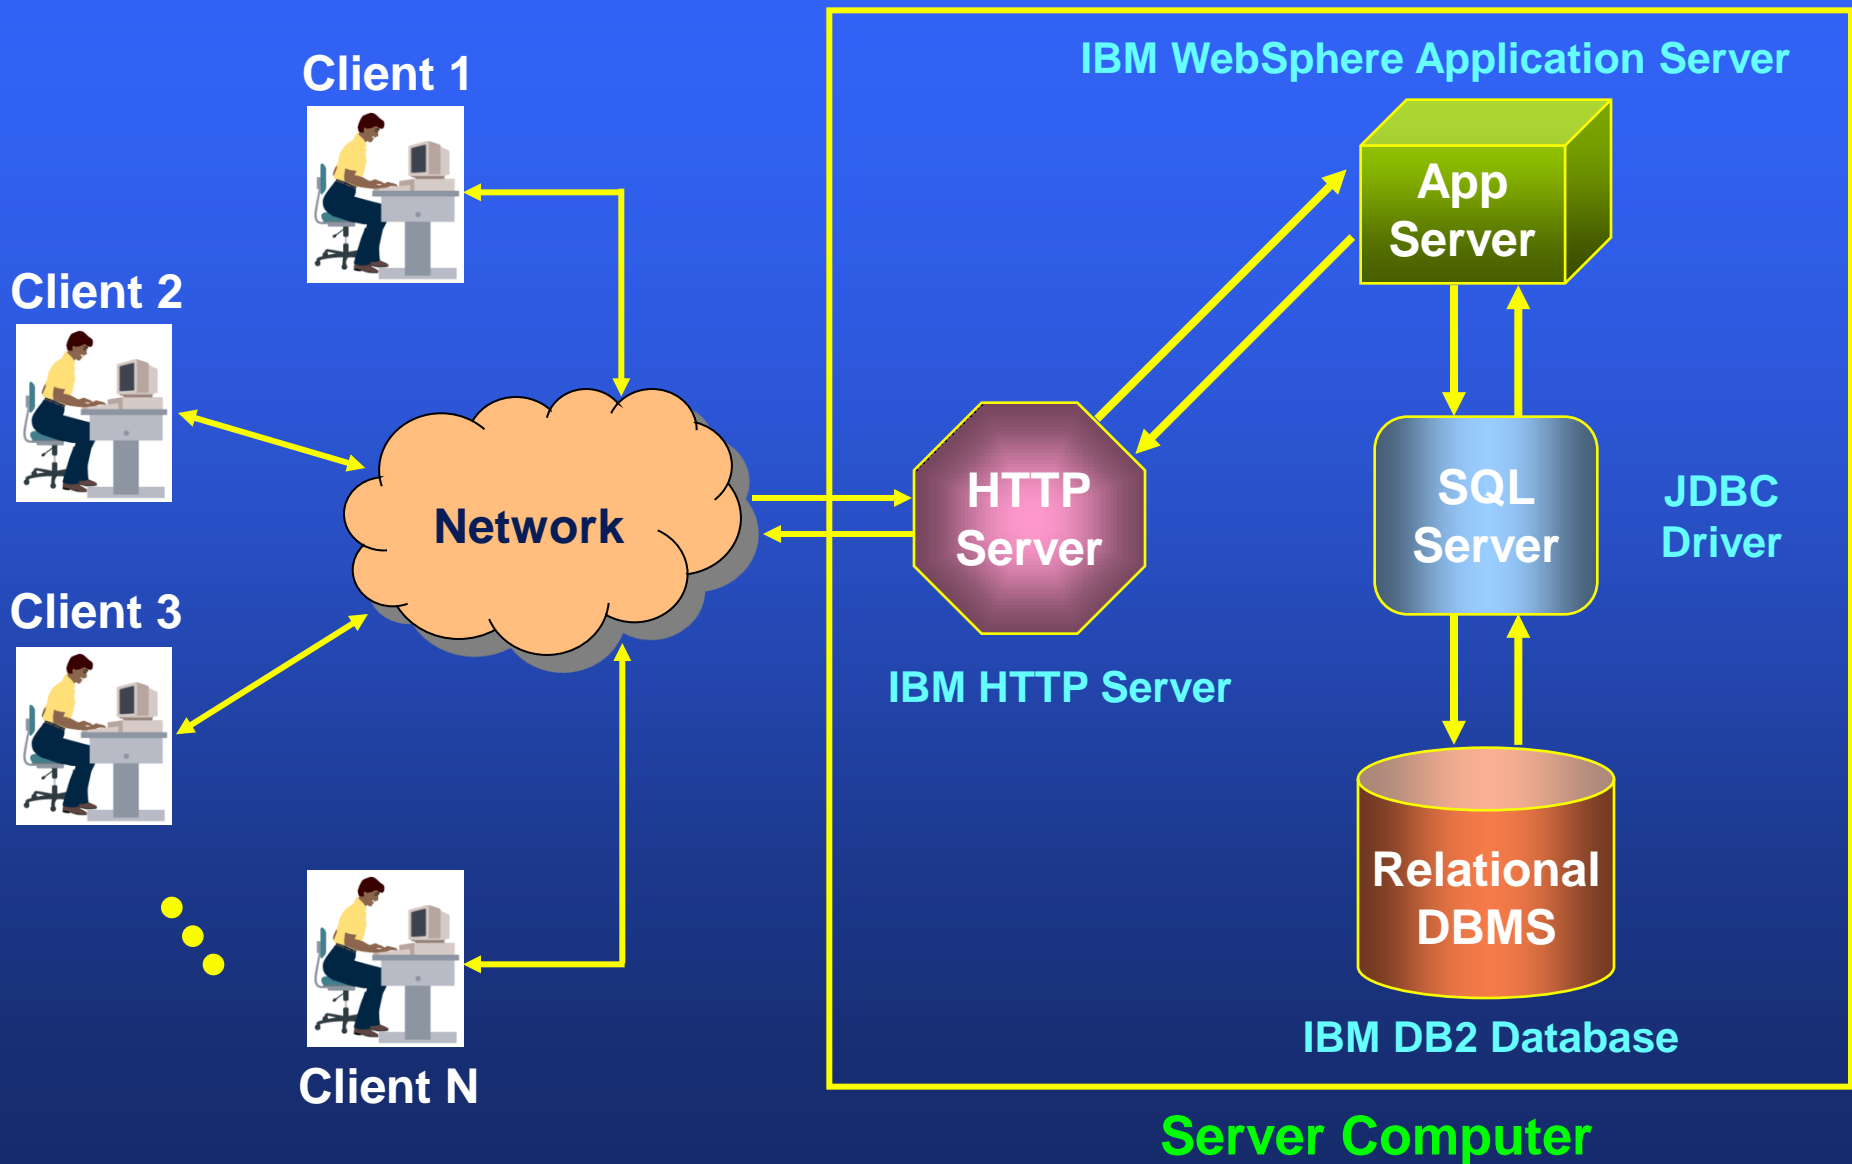 Client 1
Client 2
Client 3
Client N
Network
IBM WebSphere Application Server
App
Server
HTTP
Server
IBM HTTP Server
SQL
Server
JDBC
Driver
Relational
DBMS
IBM DB2 Database
Server Computer